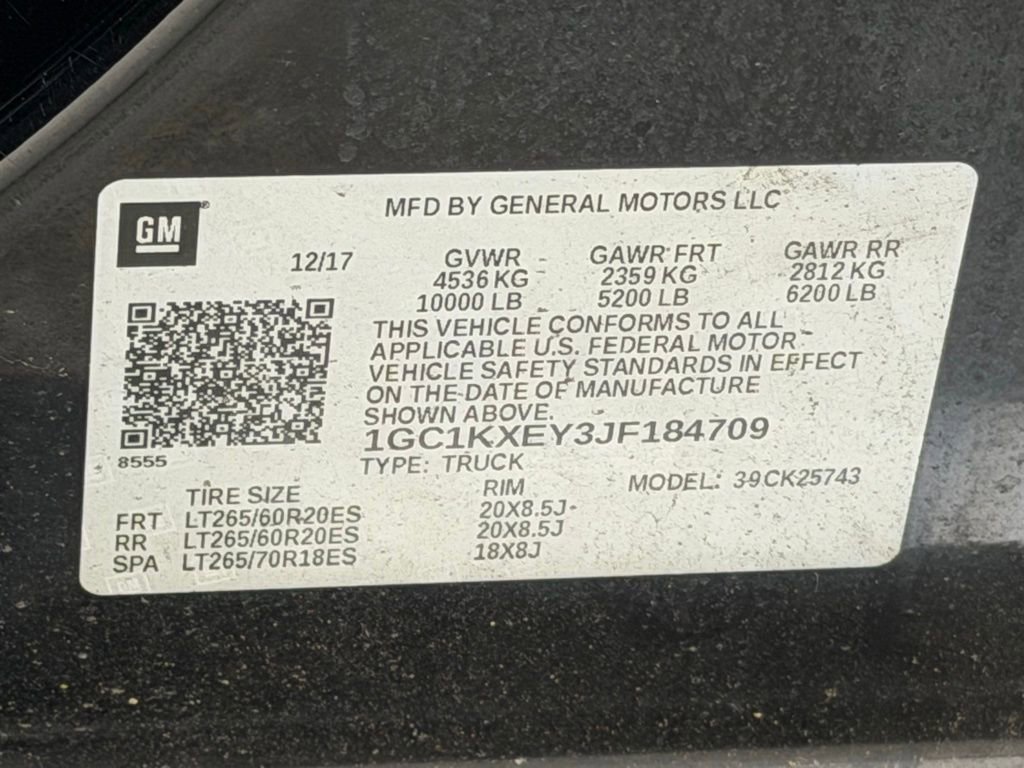 GM
MFD BY GENERAL MOTORS LLC
12/17 GVWR GAWR FRT GAWR RR
4536 KG 2359 KG 2812 KG
10000 LB 5200 LB 6200 LB
THIS VEHICLE CONFORMS TO ALL
APPLICABLE U.S. FEDERAL MOTOR
VEHICLE SAFETY STANDARDS IN EFFECT
ON THE DATE OF MANUFACTURE
SHOWN ABOVE.
1GC1KXEY3JF184709
8555
TYPE: TRUCK MODEL: 39CK25743
TIRE SIZE RIM
FRT LT265/60R20ES 20X8.5J
RR LT265/60R20ES 20X8.5J
SPA LT265/70R18ES 18X8J